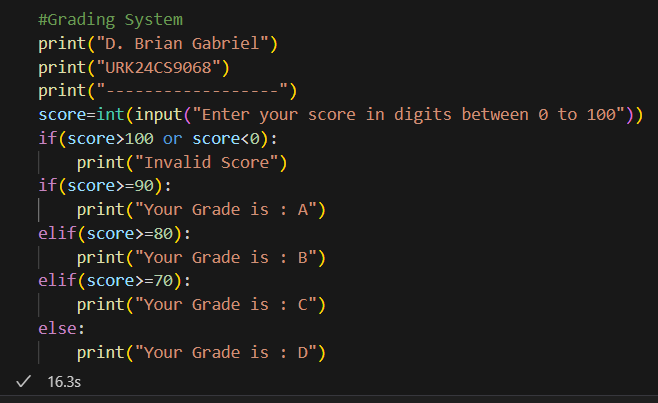 #Grading System
print("D. Brian Gabriel")
print("URK24CS9068")
print("------------------")
score=int(input("Enter your score in digits between 0 to 100"))
if(score>100 or score<0):
    print("Invalid Score")
if(score>=90):
    print("Your Grade is : A")
elif(score>=80):
    print("Your Grade is : B")
elif(score>=70):
    print("Your Grade is : C")
else:
    print("Your Grade is : D")
16.3s